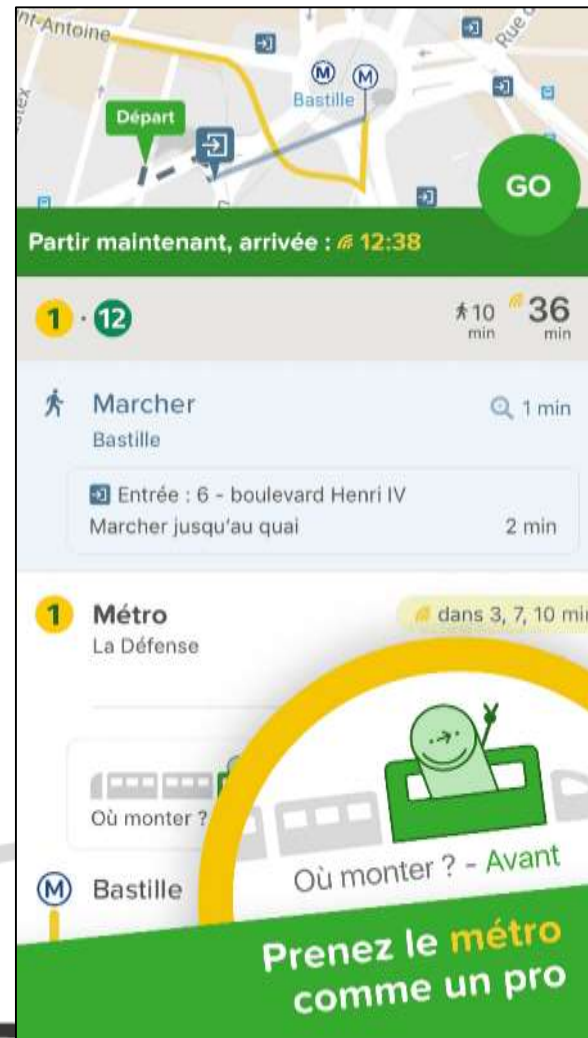 nt-Antoine
Rue d
M
M
Bastille
Départ
GO
Partir maintenant, arrivée : 12:38
1 · 12
10 min
36 min
Marcher
1 min
Bastille
Entrée : 6 - boulevard Henri IV
Marcher jusqu'au quai
2 min
1
Métro
dans 3, 7, 10 min
La Défense
Où monter ?
Où monter ? - Avant
M
Bastille
Prenez le métro
comme un pro